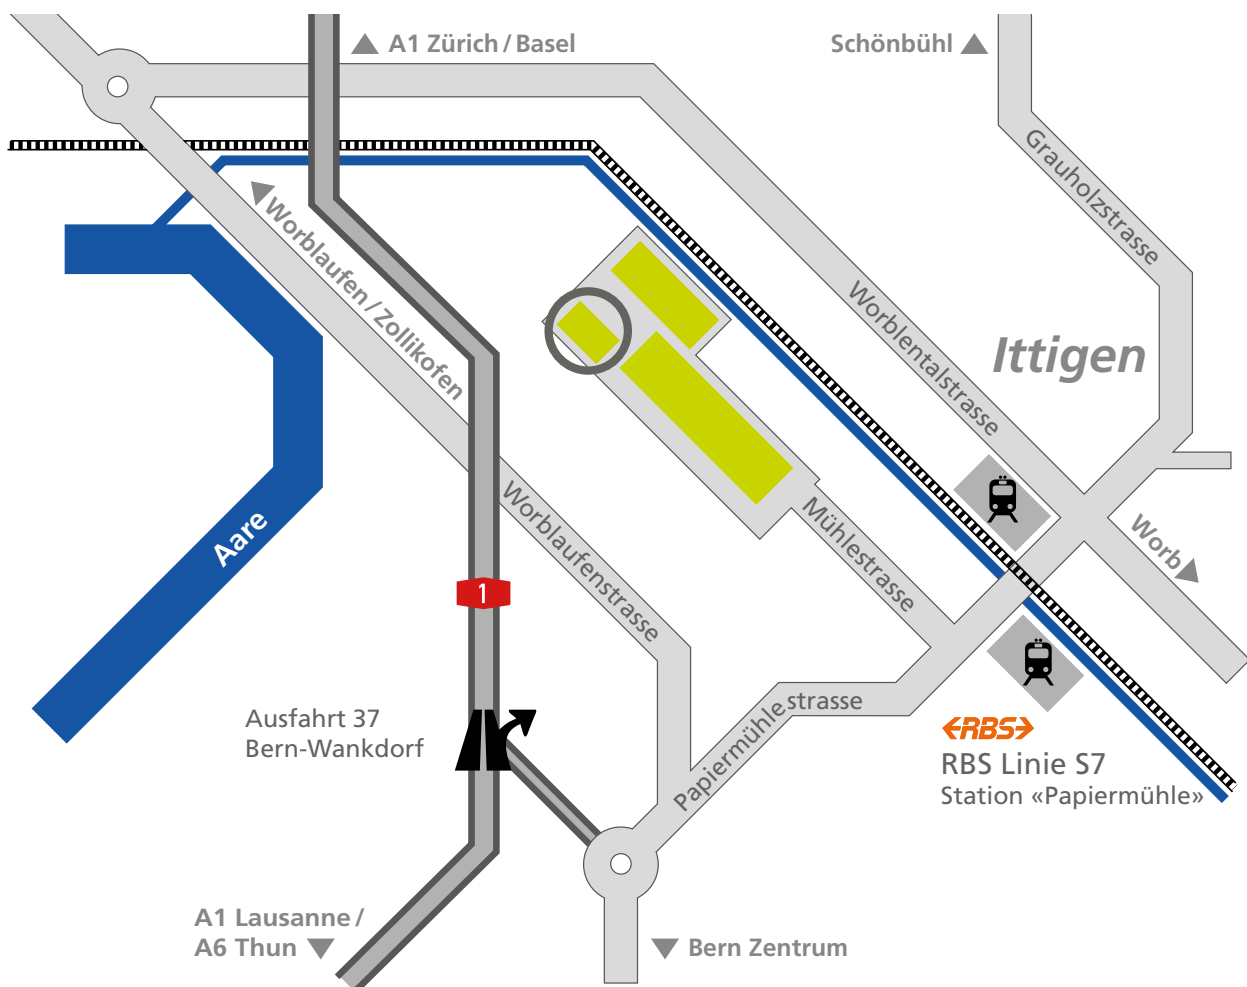 A1 Zürich / Basel
Schönbühl
Grauholzstrasse
Worblaufen / Zollikofen
Worblentalstrasse
Ittigen
Aare
Worblaufenstrasse
Mühlestrasse
Worb
1
Ausfahrt 37
Bern-Wankdorf
Papiermühlestrasse
RBS
RBS Linie S7
Station «Papiermühle»
A1 Lausanne /
A6 Thun
Bern Zentrum